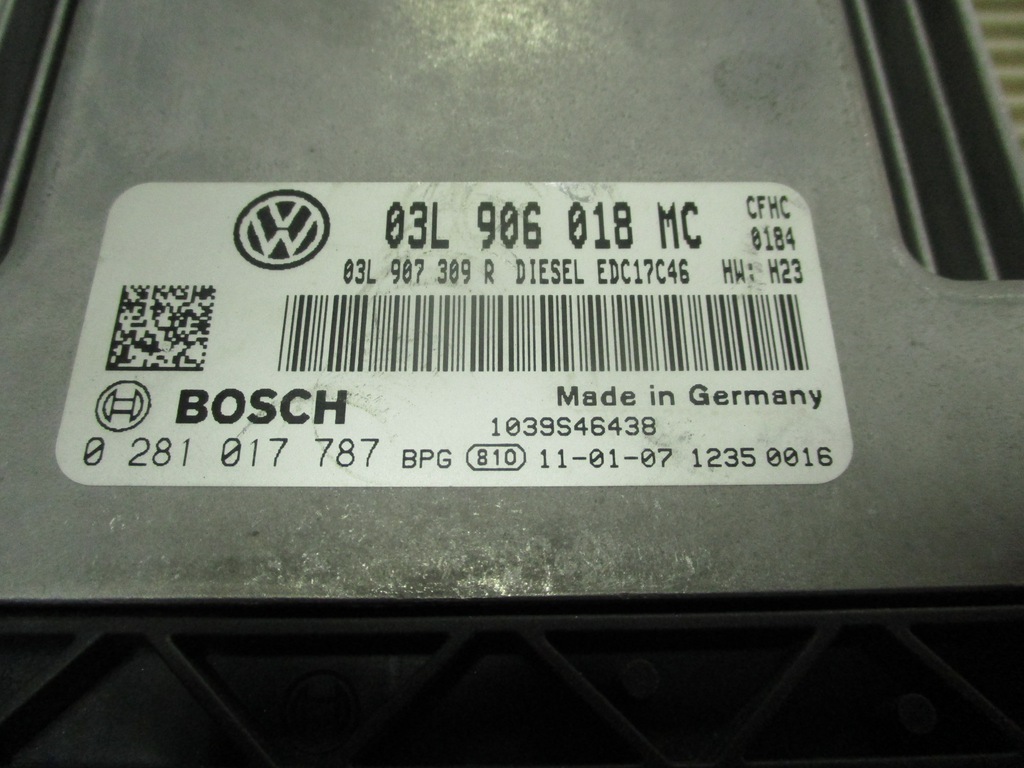 03L 906 018 MC
CFHC
0184
03L 907 309 R DIESEL EDC17C46 HW: H23
BOSCH
Made in Germany
1039S46438
0 281 017 787 BPG 810 11-01-07 1235 0016